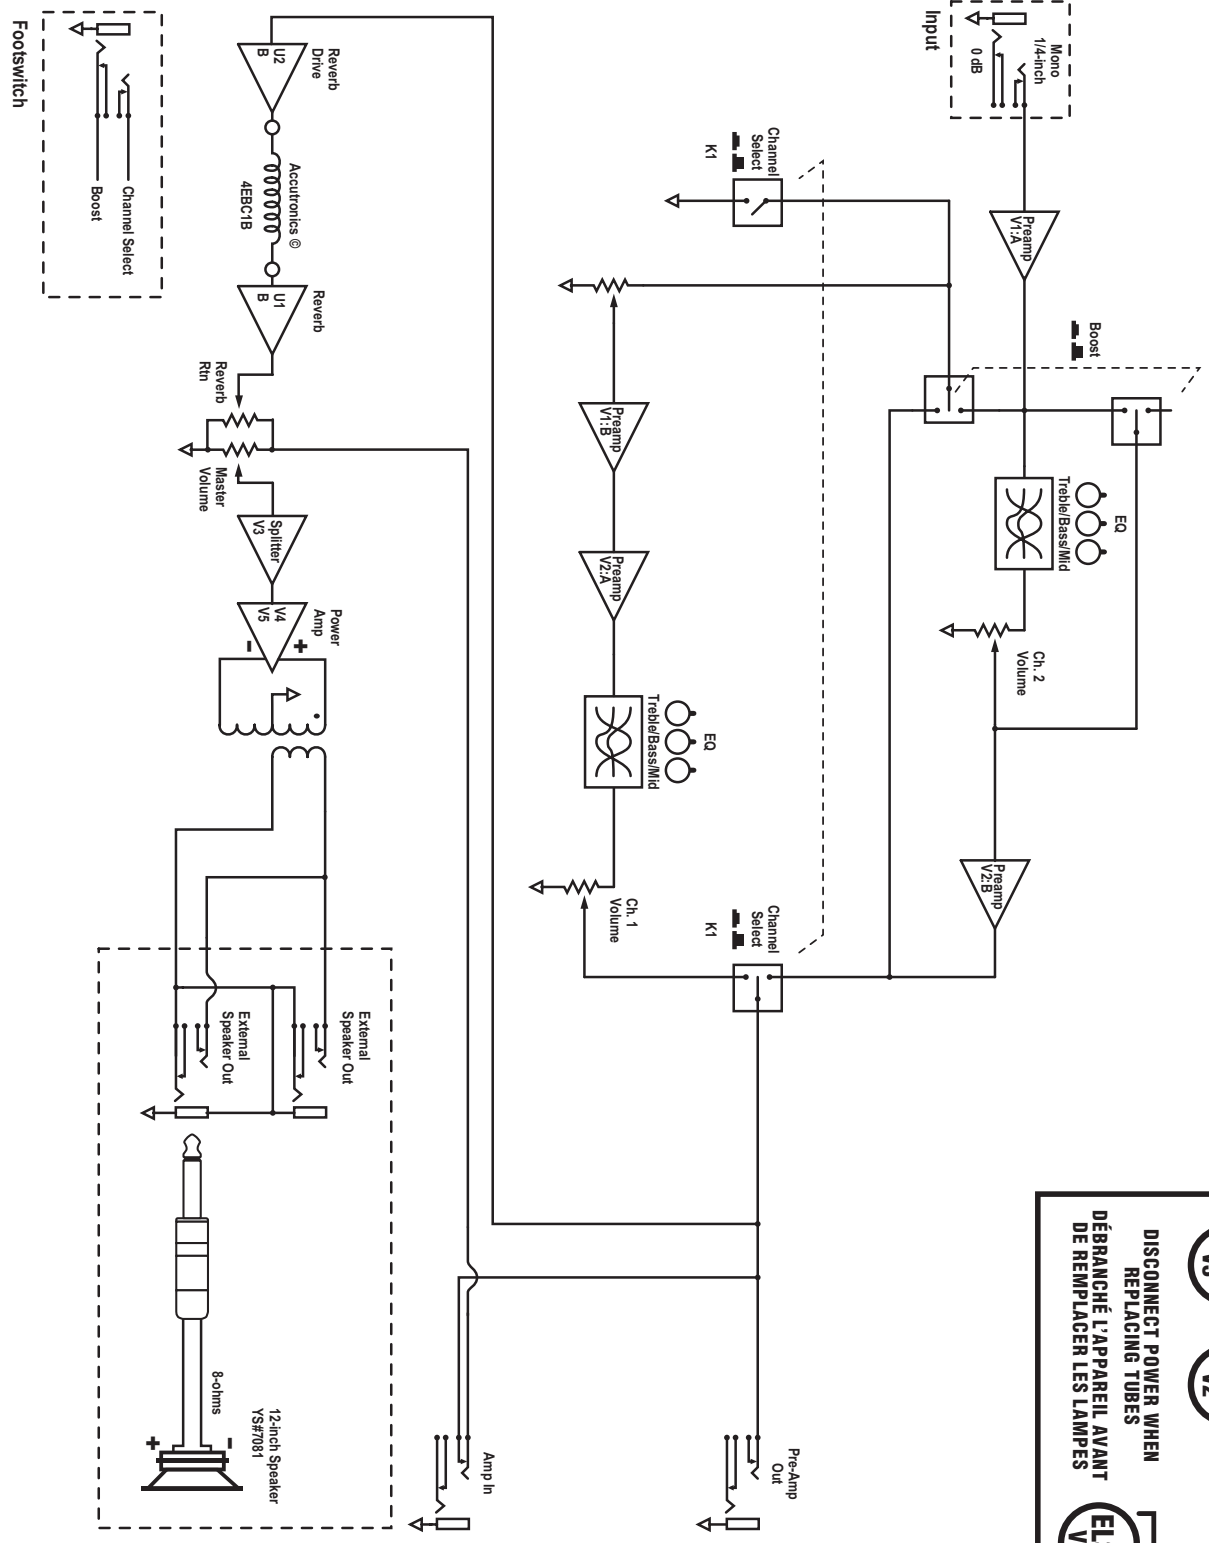 Input
Mono
1/4-inch
0 dB
Preamp
V1:A
Boost
EQ
Treble/Bass/Mid
Ch. 2
Volume
Preamp
V2:B
Channel
Select
K1
Preamp
V1:B
Preamp
V2:A
EQ
Treble/Bass/Mid
Ch. 1
Volume
Channel
Select
K1
Pre-Amp
Out
Amp In
Reverb
Drive
U2
B
Accutronics ©
4EBC1B
Reverb
U1
B
Reverb
Rtn
Master
Volume
Splitter
V3
Power
Amp
V4
V5
+
-
External
Speaker Out
External
Speaker Out
8-ohms
12-inch Speaker
YS#7081
-
+
Footswitch
Channel Select
Boost
V2
DISCONNECT POWER WHEN
REPLACING TUBES
DÉBRANCHÉ L'APPAREIL AVANT
DE REMPLACER LES LAMPES